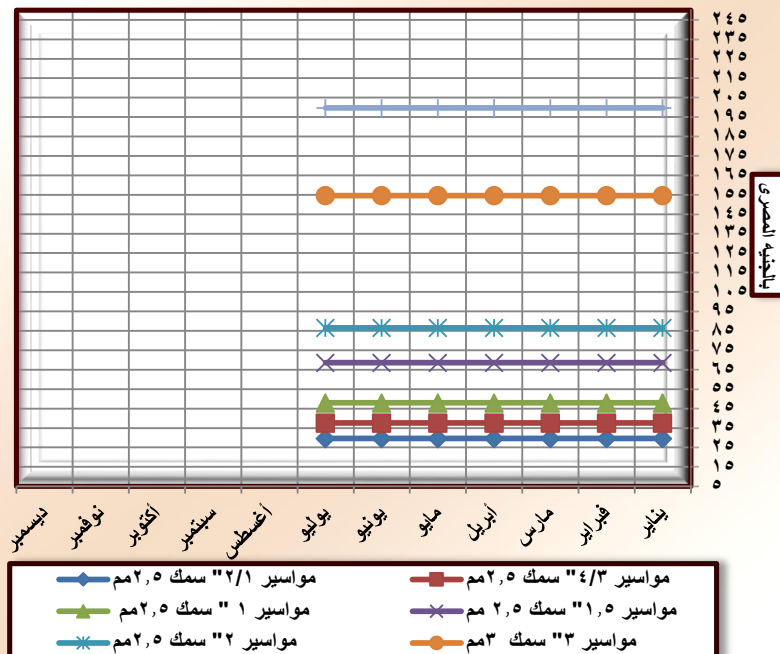 ٢٤٥
٢٣٥
٢٢٥
٢١٥
٢٠٥
١٩٥
١٨٥
١٧٥
١٦٥
١٥٥
١٤٥
١٣٥
١٢٥
١١٥
١٠٥
٩٥
٨٥
٧٥
٦٥
٥٥
٤٥
٣٥
٢٥
١٥
٥
بالجنيه المصرى
يناير
فبراير
مارس
أبريل
مايو
يونيو
يوليو
أغسطس
سبتمبر
أكتوبر
نوفمبر
ديسمبر
مواسير ٤/٣" سمك ٢,٥مم
مواسير ٢/١" سمك ٢,٥مم
مواسير ١,٥" سمك ٢,٥ مم
مواسير ١ " سمك ٢,٥مم
مواسير ٣" سمك ٣مم
مواسير ٢" سمك ٢,٥مم